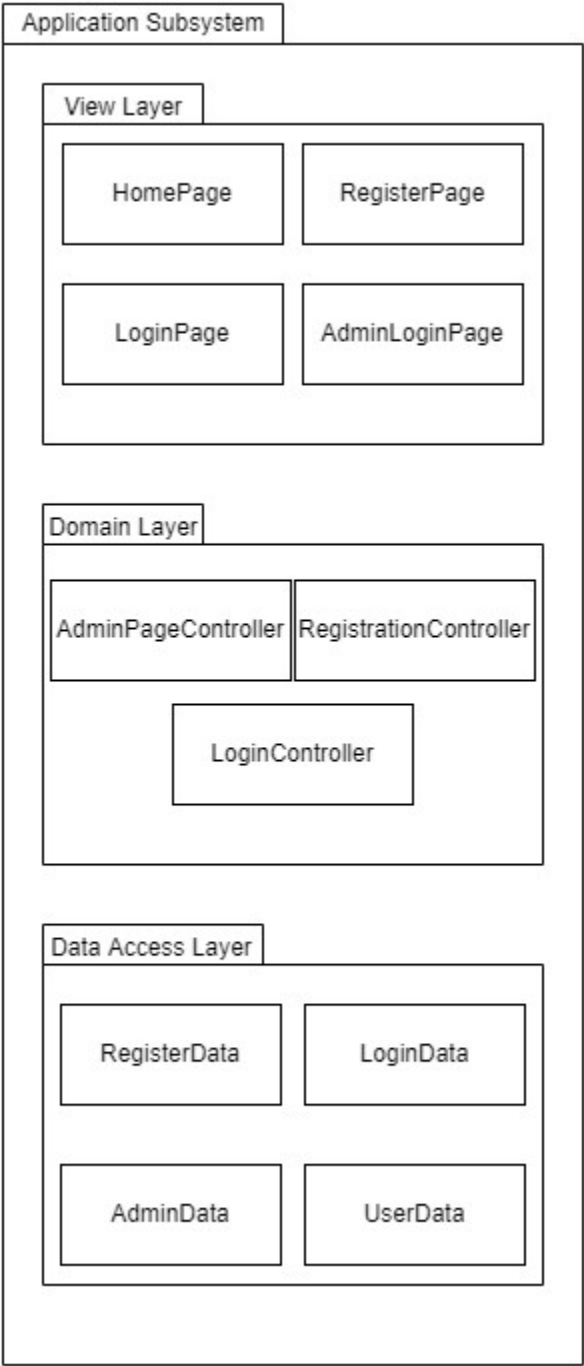 Application Subsystem
View Layer
HomePage
RegisterPage
LoginPage
AdminLoginPage
Domain Layer
AdminPageController
RegistrationController
LoginController
Data Access Layer
RegisterData
LoginData
AdminData
UserData